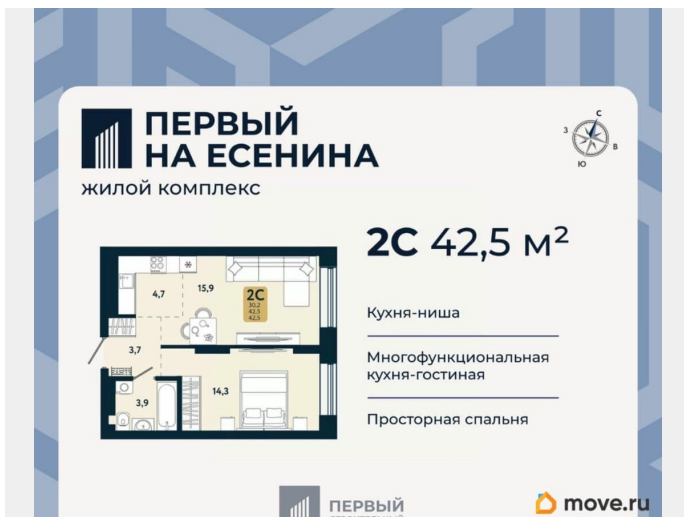 ПЕРВЫЙ
НА ЕСЕНИНА
жилой комплекс
С
З
В
Ю
2С 42,5 м²
4,7
15,9
2С
30,2
42,5
42,5
3,7
3,9
14,3
Кухня-ниша
Многофункциональная
кухня-гостиная
Просторная спальня
ПЕРВЫЙ
move.ru